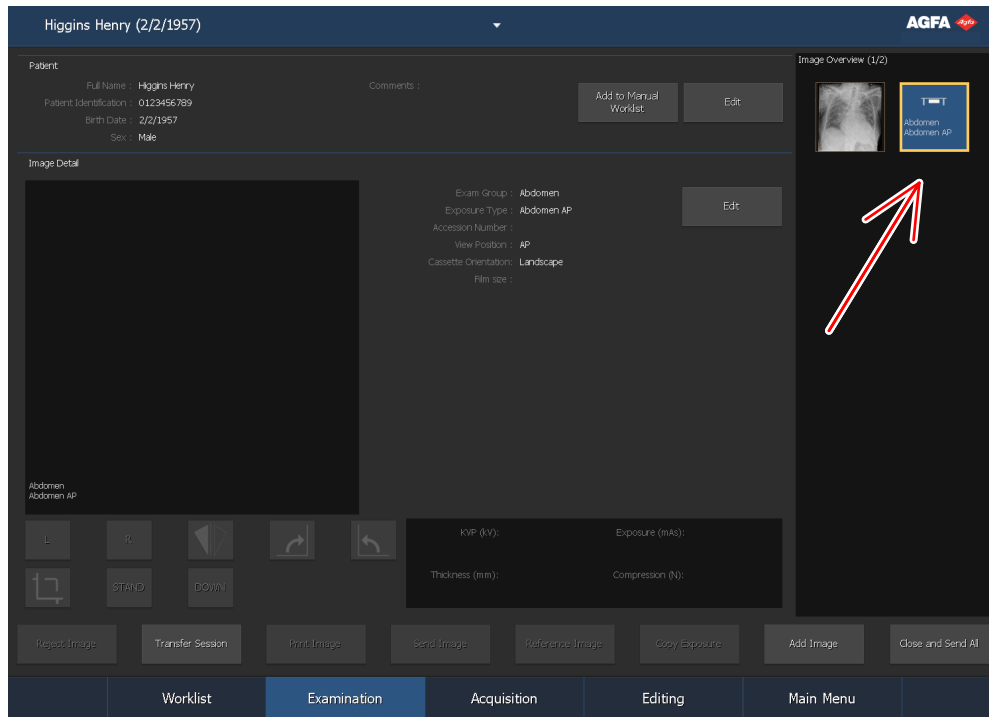 Higgins Henry (2/2/1957)
AGFA Agfa
Patient
Full Name : Higgins Henry
Comments :
Patient Identification : 0123456789
Birth Date : 2/2/1957
Sex : Male
Add to Manual
Worklist
Edit
Image Overview (1/2)
Abdomen
Abdomen AP
Image Detail
Exam Group : Abdomen
Exposure Type : Abdomen AP
Accession Number :
View Position : AP
Cassette Orientation: Landscape
Film size :
Edit
Abdomen
Abdomen AP
L
R
STAND
DOWN
KVP (kV):
Exposure (mAs):
Thickness (mm):
Compression (N):
Reject Image
Transfer Session
Print Image
Send Image
Reference Image
Copy Exposure
Add Image
Close and Send All
Worklist
Examination
Acquisition
Editing
Main Menu